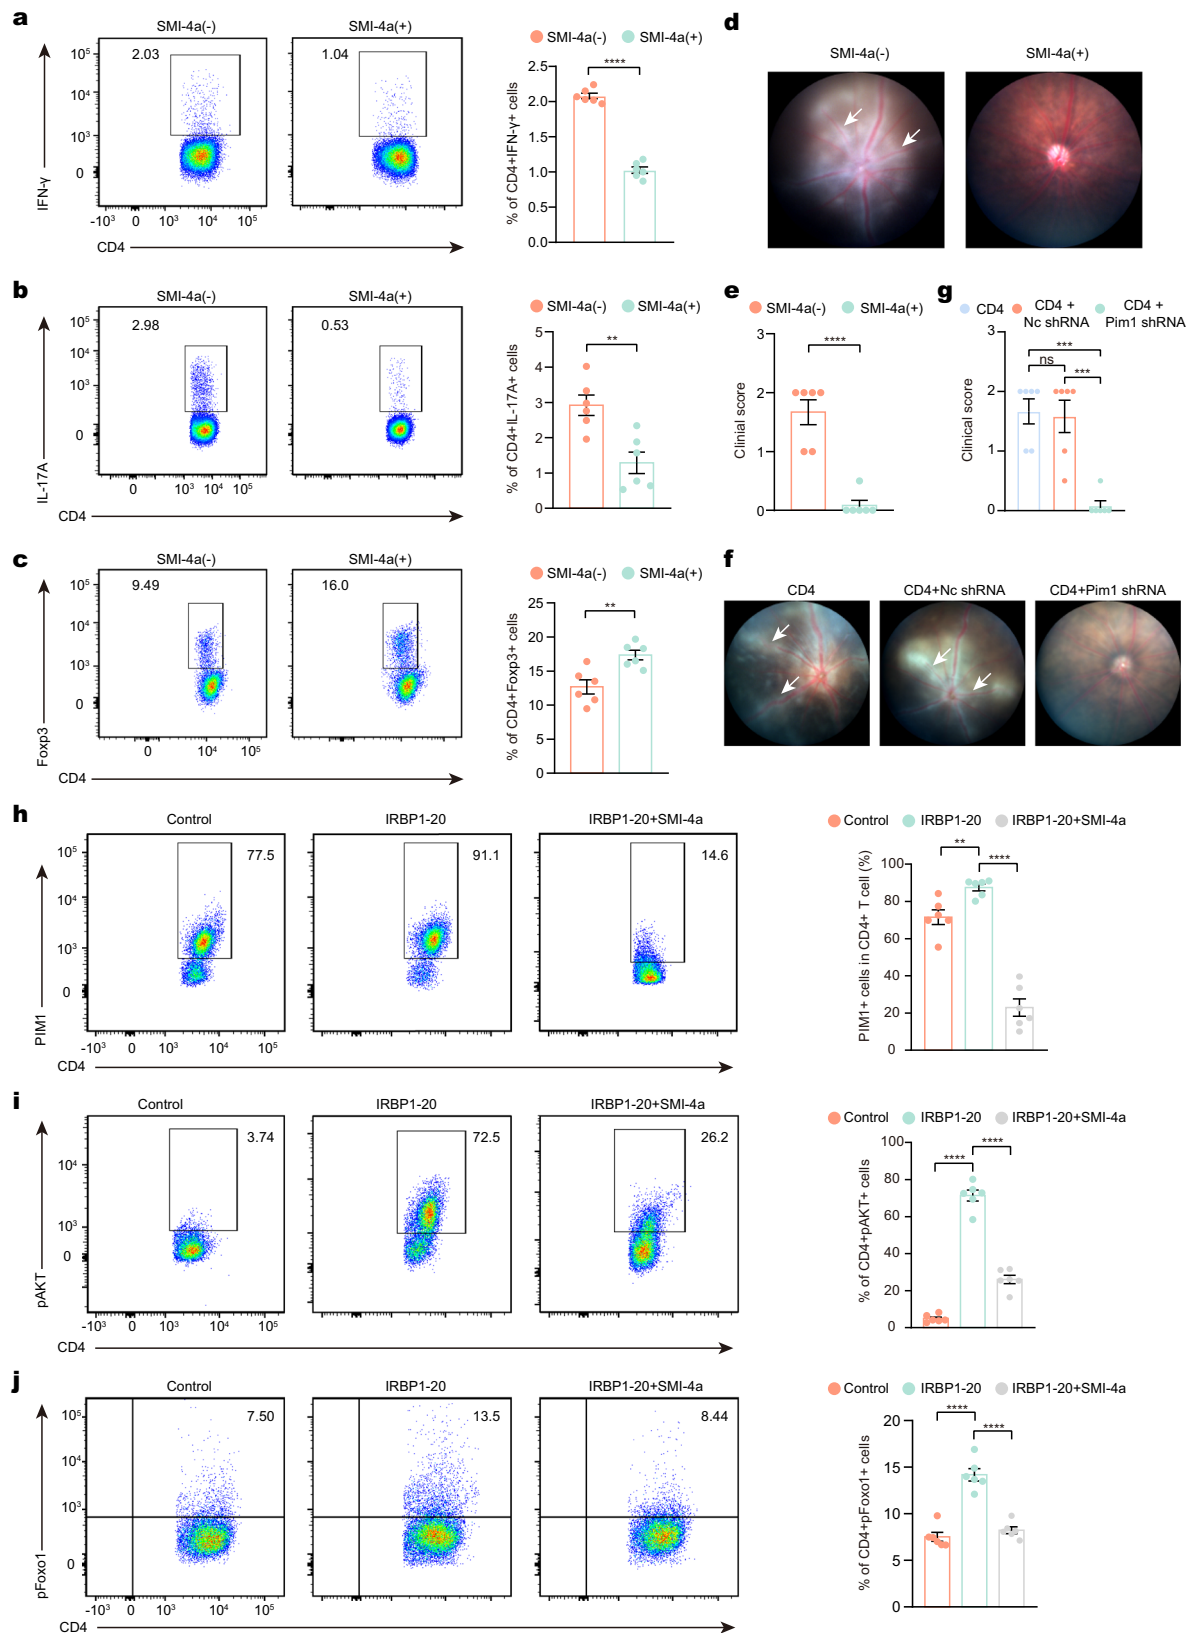 a
SMI-4a(-)
SMI-4a(+)
2.03
1.04
10⁵
10⁴
10³
0
IFN-γ
-10³ 0 10³ 10⁴ 10⁵
CD4
SMI-4a(-) SMI-4a(+)
****
% of CD4+IFN-γ+ cells
2.5
2.0
1.5
1.0
0.5
0.0
d
SMI-4a(-)
SMI-4a(+)
b
SMI-4a(-)
SMI-4a(+)
2.98
0.53
10⁵
10⁴
10³
0
IL-17A
0 10³ 10⁴ 10⁵
CD4
SMI-4a(-) SMI-4a(+)
**
% of CD4+IL-17A+ cells
5
4
3
2
1
0
e
SMI-4a(-) SMI-4a(+)
****
Clinial score
3
2
1
0
g
CD4 CD4 + Nc shRNA CD4 + Pim1 shRNA
***
ns
***
Clinical score
3
2
1
0
c
SMI-4a(-)
SMI-4a(+)
9.49
16.0
10⁵
10⁴
10³
0
Foxp3
0 10⁴ 10⁵
CD4
SMI-4a(-) SMI-4a(+)
**
% of CD4+Foxp3+ cells
25
20
15
10
5
0
f
CD4
CD4+Nc shRNA
CD4+Pim1 shRNA
h
Control
IRBP1-20
IRBP1-20+SMI-4a
77.5
91.1
14.6
10⁵
10⁴
10³
0
PIM1
-10³ 0 10³ 10⁴ 10⁵
CD4
Control IRBP1-20 IRBP1-20+SMI-4a
**
****
PIM1+ cells in CD4+ T cell (%)
100
80
60
40
20
0
i
Control
IRBP1-20
IRBP1-20+SMI-4a
3.74
72.5
26.2
10⁴
10³
0
pAKT
-10³ 0 10³ 10⁴ 10⁵
CD4
Control IRBP1-20 IRBP1-20+SMI-4a
****
****
% of CD4+pAKT+ cells
100
80
60
40
20
0
j
Control
IRBP1-20
IRBP1-20+SMI-4a
7.50
13.5
8.44
10⁵
10⁴
10³
0
pFoxo1
-10³ 0 10³ 10⁴ 10⁵
CD4
Control IRBP1-20 IRBP1-20+SMI-4a
****
****
% of CD4+pFoxo1+ cells
20
15
10
5
0